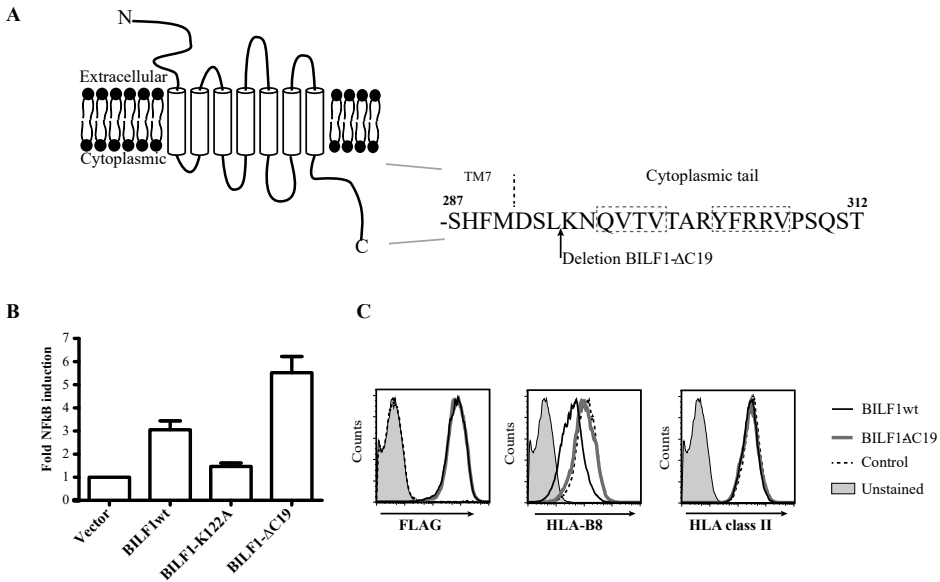 A
N
Extracellular
Cytoplasmic
C
TM7
Cytoplasmic tail
287
312
-SHFMDSLKNQVTVTARYFRRVPSQST
Deletion BILF1-ΔC19
B
Fold NFkB induction
7
6
5
4
3
2
1
0
Vector
BILF1wt
BILF1-K122A
BILF1-ΔC19
C
Counts
FLAG
Counts
HLA-B8
Counts
HLA class II
BILF1wt
BILF1ΔC19
Control
Unstained